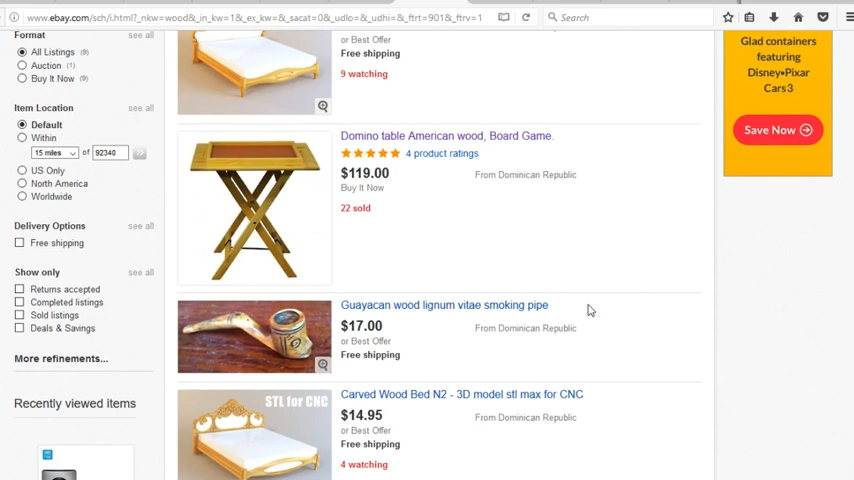 www.ebay.com/sch/i.html?_nkw=wood&_in_kw=1&_ex_kw=&_sacat=0&_udlo=&_udhi=&_ftrt=901&_ftrv=1
Search
Format
see all
All Listings (9)
Auction (1)
Buy It Now (9)
Item Location
see all
Default
Within
15 miles of 92340
US Only
North America
Worldwide
Delivery Options
see all
Free shipping
Show only
see all
Returns accepted
Completed listings
Sold listings
Deals & Savings
More refinements...
Recently viewed items
or Best Offer
Free shipping
9 watching
Domino table American wood, Board Game.
4 product ratings
$119.00
From Dominican Republic
Buy It Now
22 sold
Guayacan wood lignum vitae smoking pipe
$17.00
From Dominican Republic
or Best Offer
Free shipping
STL for CNC
Carved Wood Bed N2 - 3D model stl max for CNC
$14.95
From Dominican Republic
or Best Offer
Free shipping
4 watching
Glad containers
featuring
Disney•Pixar
Cars3
Save Now